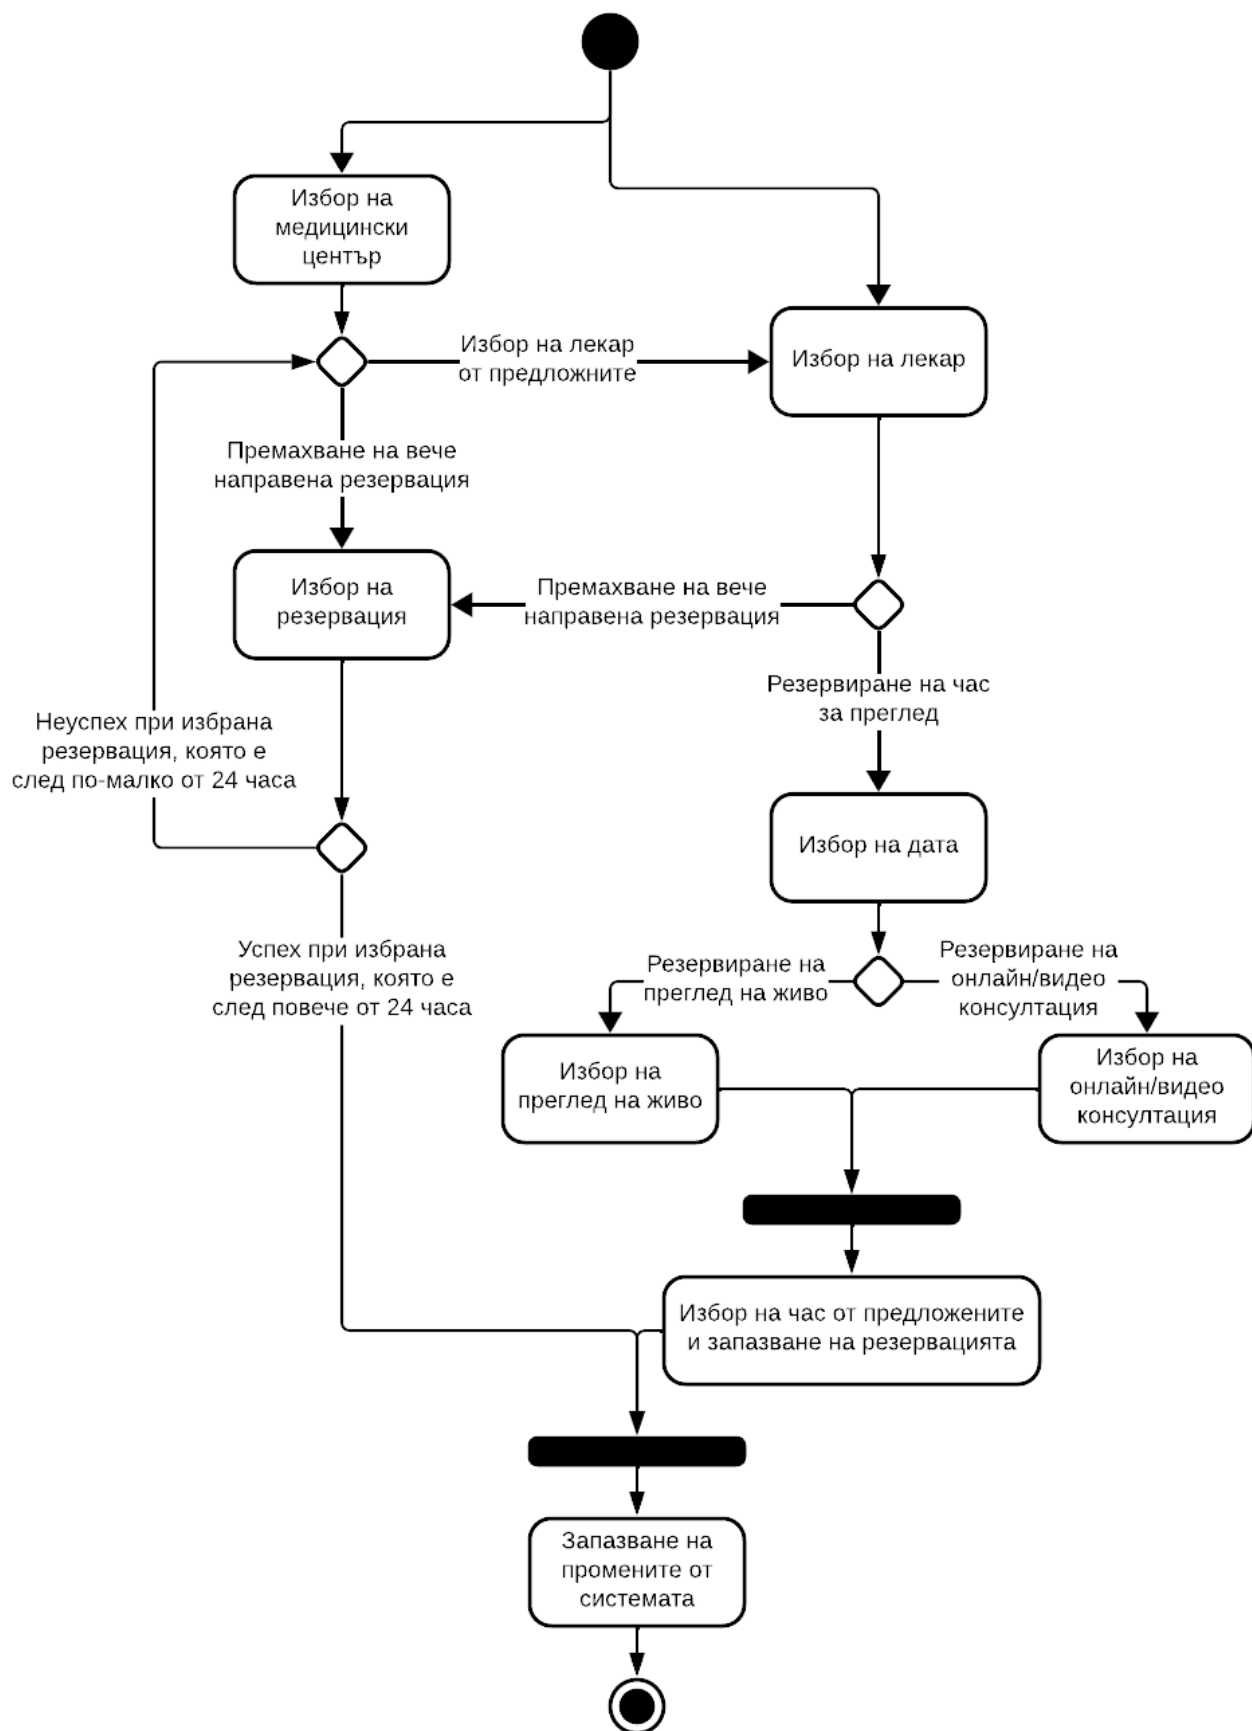 Избор на
медицински
център
Избор на лекар
от предложните
Избор на лекар
Премахване на вече
направена резервация
Избор на
резервация
Премахване на вече
направена резервация
Резервиране на час
за преглед
Неуспех при избрана
резервация, която е
след по-малко от 24 часа
Избор на дата
Успех при избрана
резервация, която е
след повече от 24 часа
Резервиране на
преглед на живо
Резервиране на
онлайн/видео
консултация
Избор на
преглед на живо
Избор на
онлайн/видео
консултация
Избор на час от предложените
и запазване на резервацията
Запазване на
промените от
системата